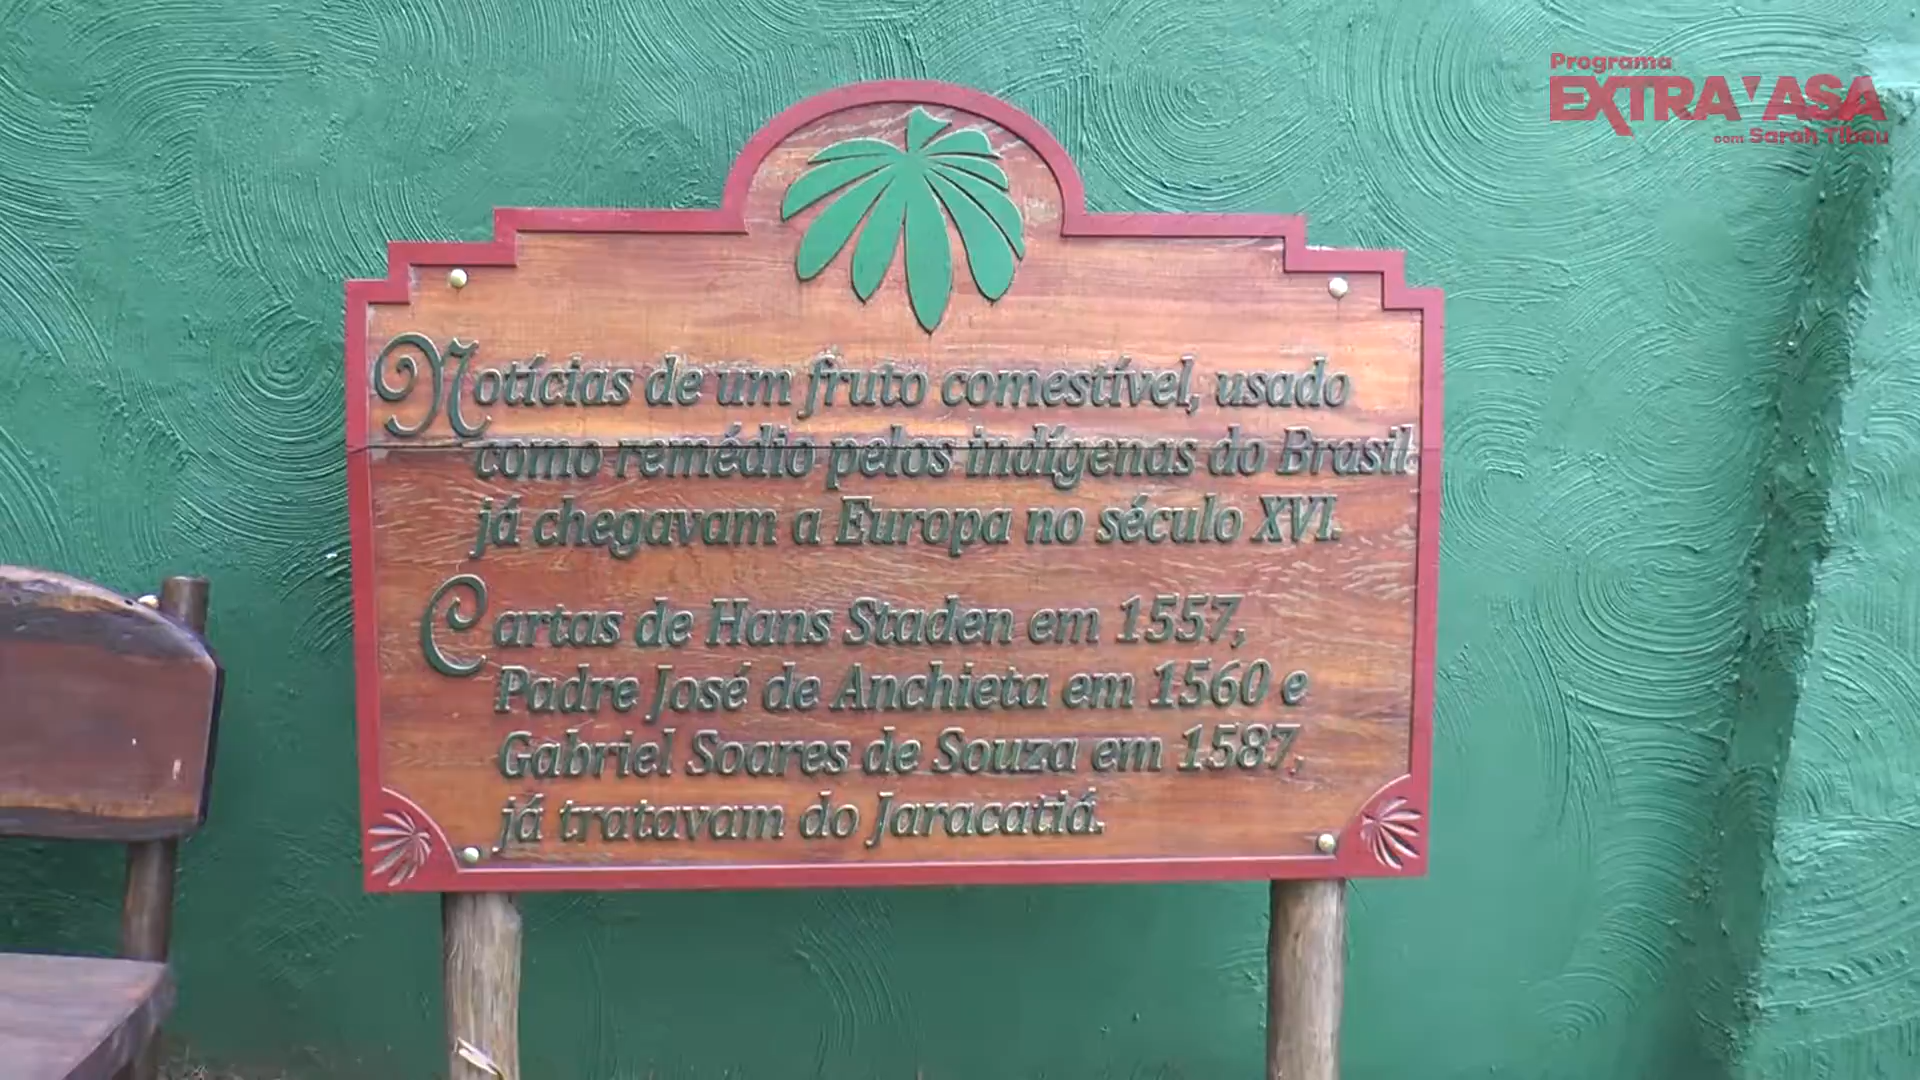 Programa
EXTRAVASA
com Sarah Tibau
Notícias de um fruto comestível, usado
como remédio pelos indígenas do Brasil
já chegavam a Europa no século XVI.
Cartas de Hans Staden em 1557,
Padre José de Anchieta em 1560 e
Gabriel Soares de Souza em 1587,
já tratavam do Jaracatiá.